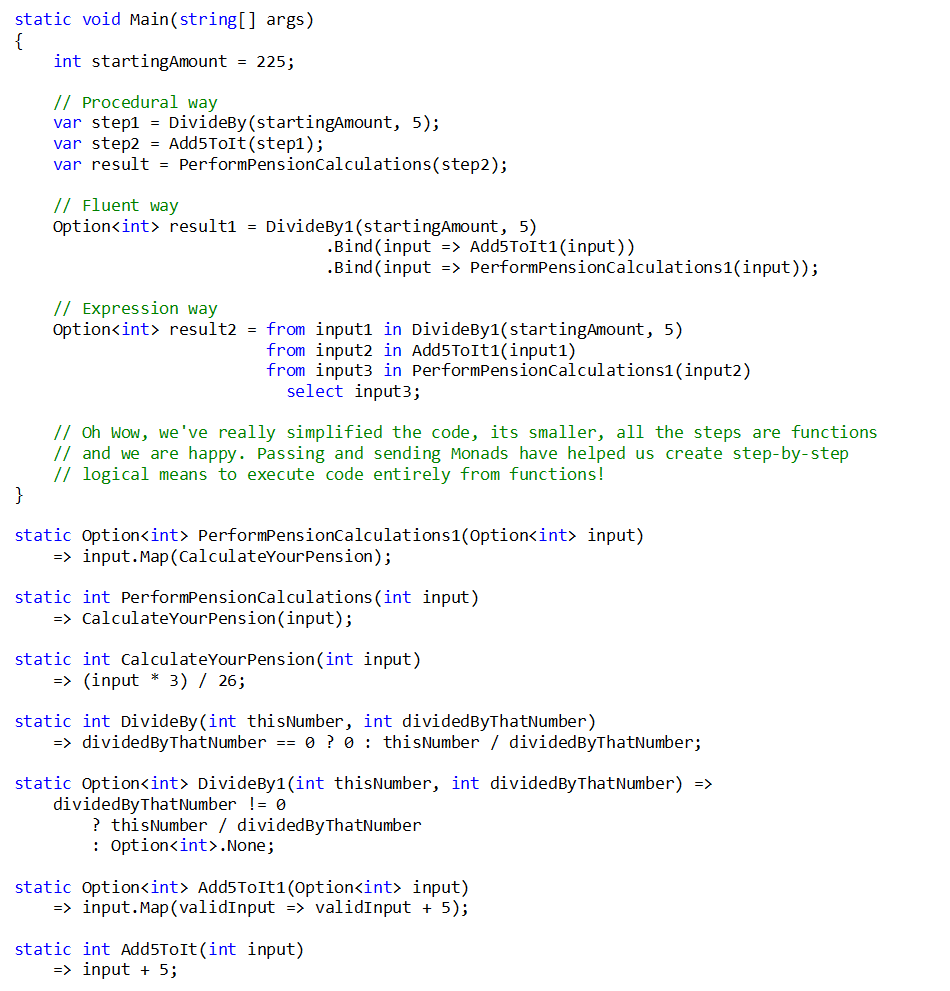 static void Main(string[] args)
{
    int startingAmount = 225;

    // Procedural way
    var step1 = DivideBy(startingAmount, 5);
    var step2 = Add5ToIt(step1);
    var result = PerformPensionCalculations(step2);

    // Fluent way
    Option<int> result1 = DivideBy1(startingAmount, 5)
                                .Bind(input => Add5ToIt1(input))
                                .Bind(input => PerformPensionCalculations1(input));

    // Expression way
    Option<int> result2 = from input1 in DivideBy1(startingAmount, 5)
                          from input2 in Add5ToIt1(input1)
                          from input3 in PerformPensionCalculations1(input2)
                            select input3;

    // Oh Wow, we've really simplified the code, its smaller, all the steps are functions
    // and we are happy. Passing and sending Monads have helped us create step-by-step
    // logical means to execute code entirely from functions!
}

static Option<int> PerformPensionCalculations1(Option<int> input)
    => input.Map(CalculateYourPension);

static int PerformPensionCalculations(int input)
    => CalculateYourPension(input);

static int CalculateYourPension(int input)
    => (input * 3) / 26;

static int DivideBy(int thisNumber, int dividedByThatNumber)
    => dividedByThatNumber == 0 ? 0 : thisNumber / dividedByThatNumber;

static Option<int> DivideBy1(int thisNumber, int dividedByThatNumber) =>
    dividedByThatNumber != 0
        ? thisNumber / dividedByThatNumber
        : Option<int>.None;

static Option<int> Add5ToIt1(Option<int> input)
    => input.Map(validInput => validInput + 5);

static int Add5ToIt(int input)
    => input + 5;